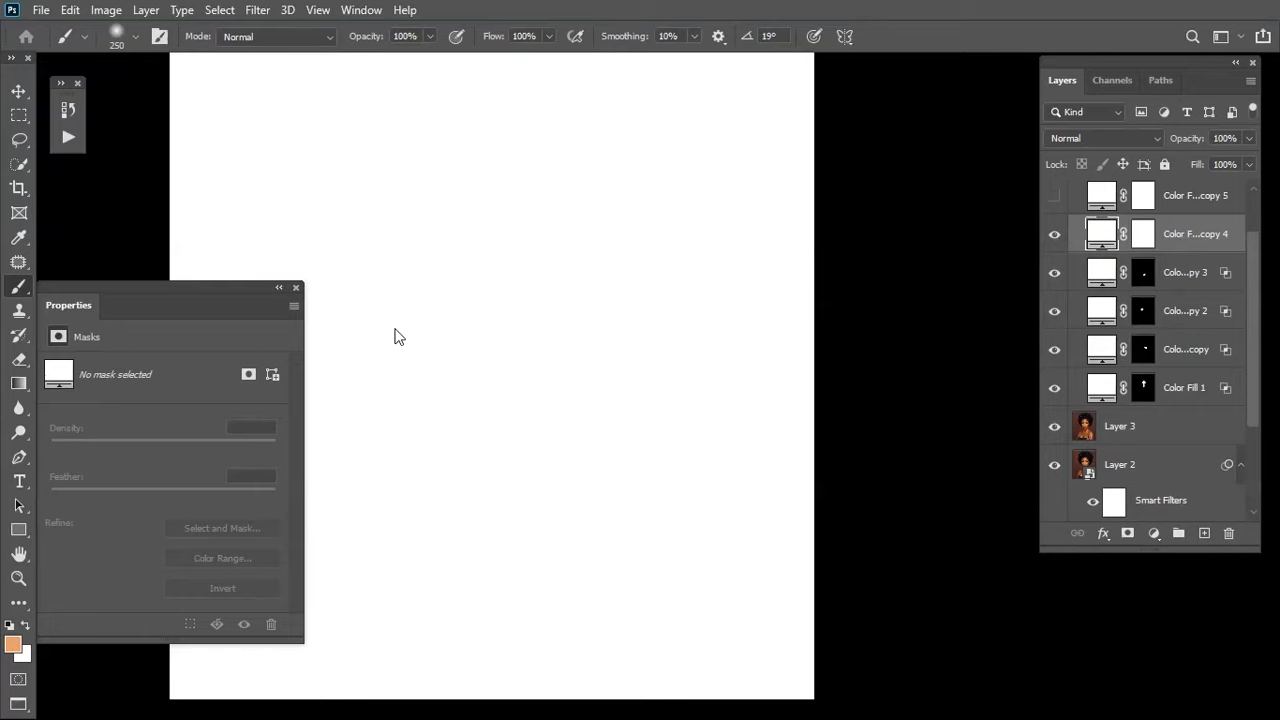 Ps File Edit Image Layer Type Select Filter 3D View Window Help
250 Mode: Normal Opacity: 100% Flow: 100% Smoothing: 10% 19°
Layers Channels Paths
Kind
Normal Opacity: 100%
Lock: Fill: 100%
Color F...copy 5
Color F...copy 4
Colo...py 3
Colo...py 2
Colo...copy
Color Fill 1
Layer 3
Layer 2
Smart Filters
fx
Properties
Masks
No mask selected
Density:
Feather:
Refine: Select and Mask...
Color Range...
Invert